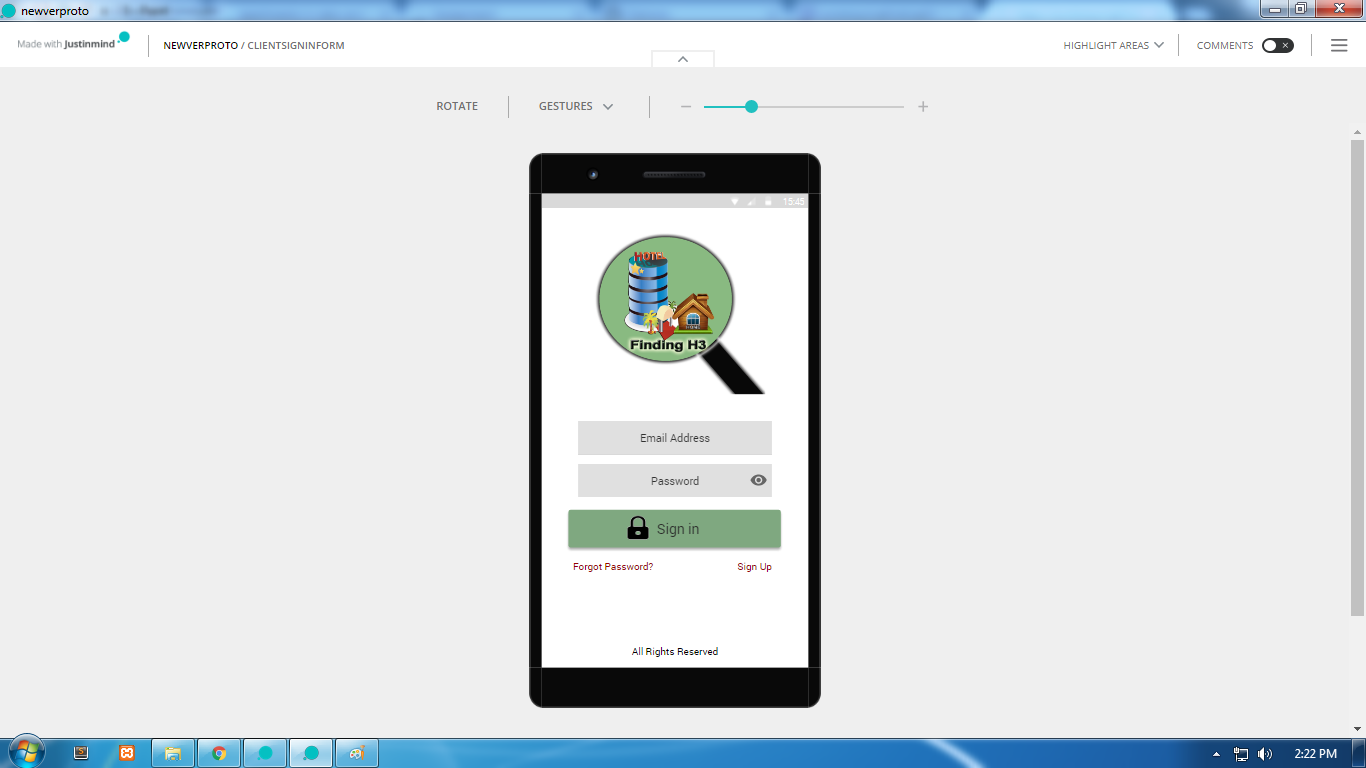 newverproto
Made with Justinmind
NEWVERPROTO / CLIENTSIGNINFORM
HIGHLIGHT AREAS
COMMENTS
ROTATE
GESTURES
15:45
HOTEL
HOME
Finding H3
Email Address
Password
Sign in
Forgot Password?
Sign Up
All Rights Reserved
2:22 PM